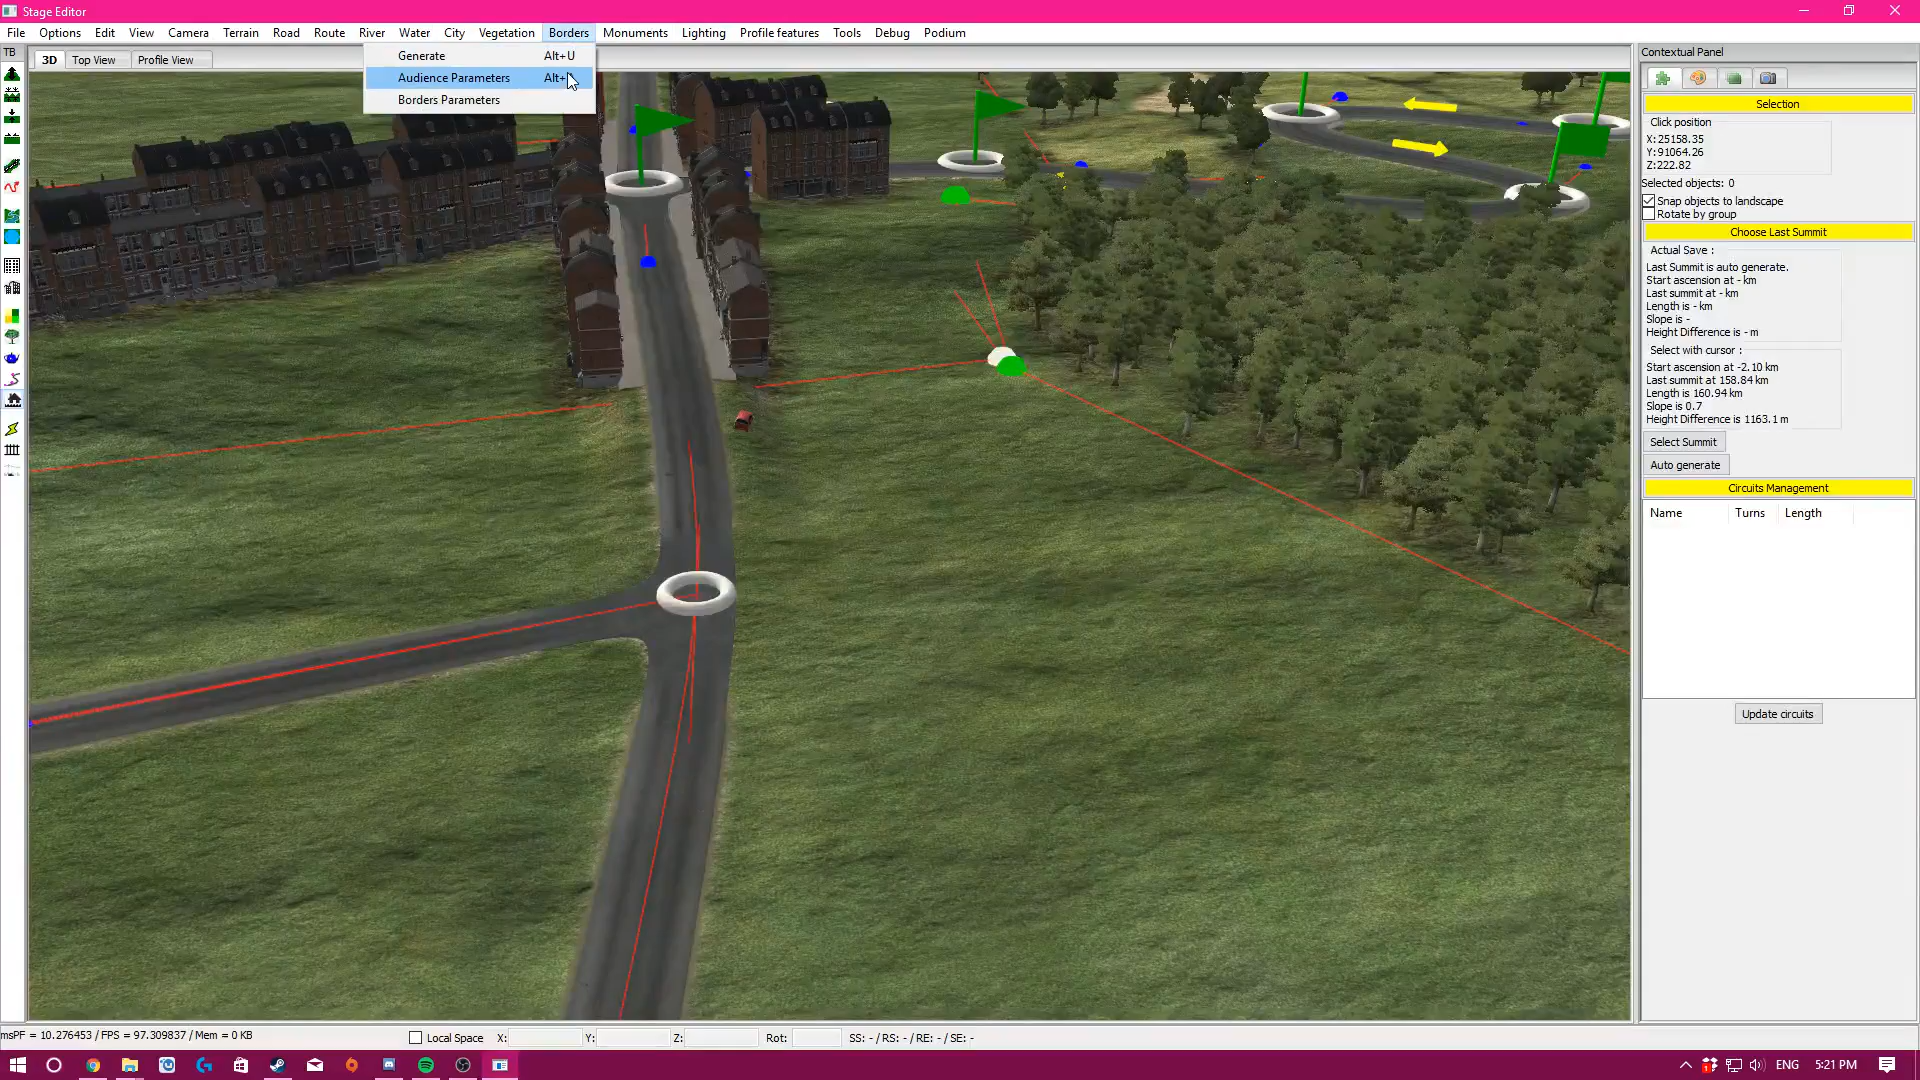 Stage Editor
File Options Edit View Camera Terrain Road Route River Water City Vegetation Borders Monuments Lighting Profile features Tools Debug Podium
TB 3D Top View Profile View
Generate Alt+U
Audience Parameters Alt+
Borders Parameters
Contextual Panel
Selection
Click position
X:25158.35
Y:91064.26
Z:222.82
Selected objects: 0
Snap objects to landscape
Rotate by group
Choose Last Summit
Actual Save :
Last Summit is auto generate.
Start ascension at - km
Last summit at - km
Length is - km
Slope is -
Height Difference is - m
Select with cursor :
Start ascension at -2.10 km
Last summit at 158.84 km
Length is 160.94 km
Slope is 0.7
Height Difference is 1163.1 m
Select Summit
Auto generate
Circuits Management
Name Turns Length
Update circuits
msPF = 10.276453 / FPS = 97.309837 / Mem = 0 KB
Local Space X: Y: Z: Rot: SS: - / RS: - / RE: - / SE: -
ENG 5:21 PM